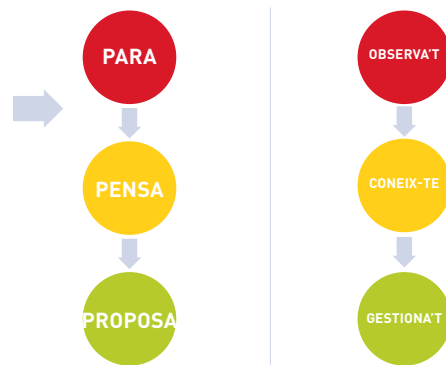 PARA
PENSA
PROPOSA
OBSERVA'T
CONEIX-TE
GESTIONA'T